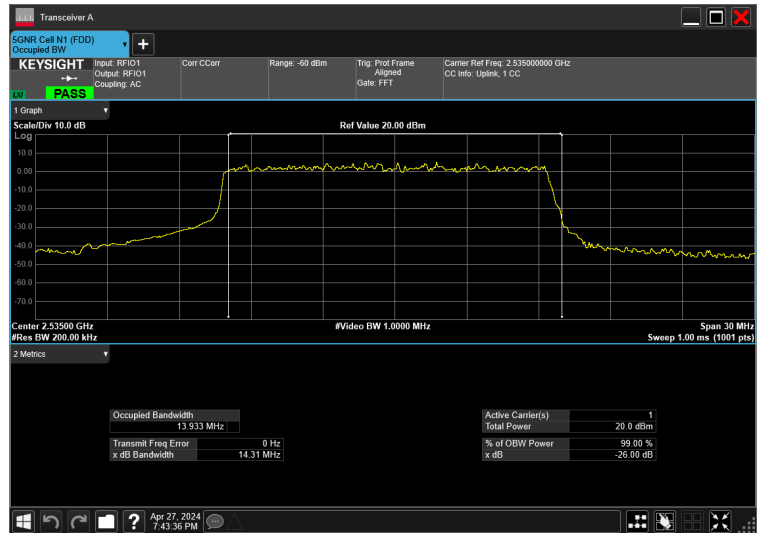 Transceiver A
5GNR Cell N1 (FDD)
Occupied BW
KEYSIGHT Input: RFIO1 Corr CCorr Range: -60 dBm Trig: Prot Frame Carrier Ref Freq: 2.535000000 GHz
Output: RFIO1 Aligned CC Info: Uplink, 1 CC
Coupling: AC Gate: FFT
LXI PASS
1 Graph
Scale/Div 10.0 dB Ref Value 20.00 dBm
Log
10.0
0.00
-10.0
-20.0
-30.0
-40.0
-50.0
-60.0
-70.0
Center 2.53500 GHz #Video BW 1.0000 MHz Span 30 MHz
#Res BW 200.00 kHz Sweep 1.00 ms (1001 pts)
2 Metrics
Occupied Bandwidth Active Carrier(s) 1
13.933 MHz Total Power 20.0 dBm
Transmit Freq Error 0 Hz % of OBW Power 99.00 %
x dB Bandwidth 14.31 MHz x dB -26.00 dB
Apr 27, 2024
7:43:36 PM